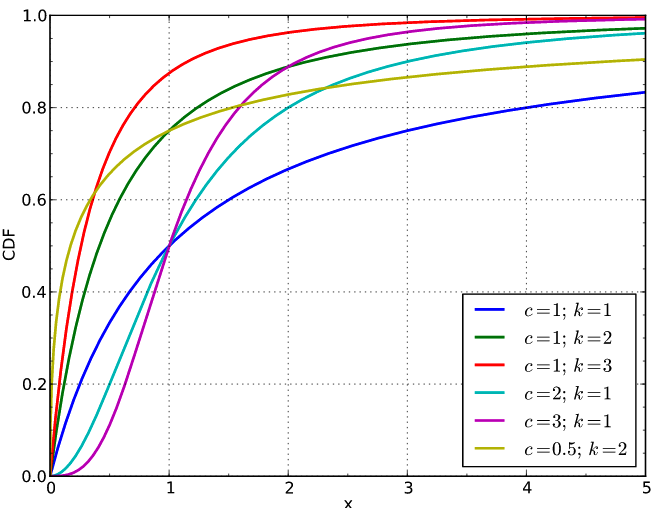 1.0
0.8
0.6
0.4
0.2
0.0
CDF
0 1 2 3 4 5
x
c=1; k=1
c=1; k=2
c=1; k=3
c=2; k=1
c=3; k=1
c=0.5; k=2